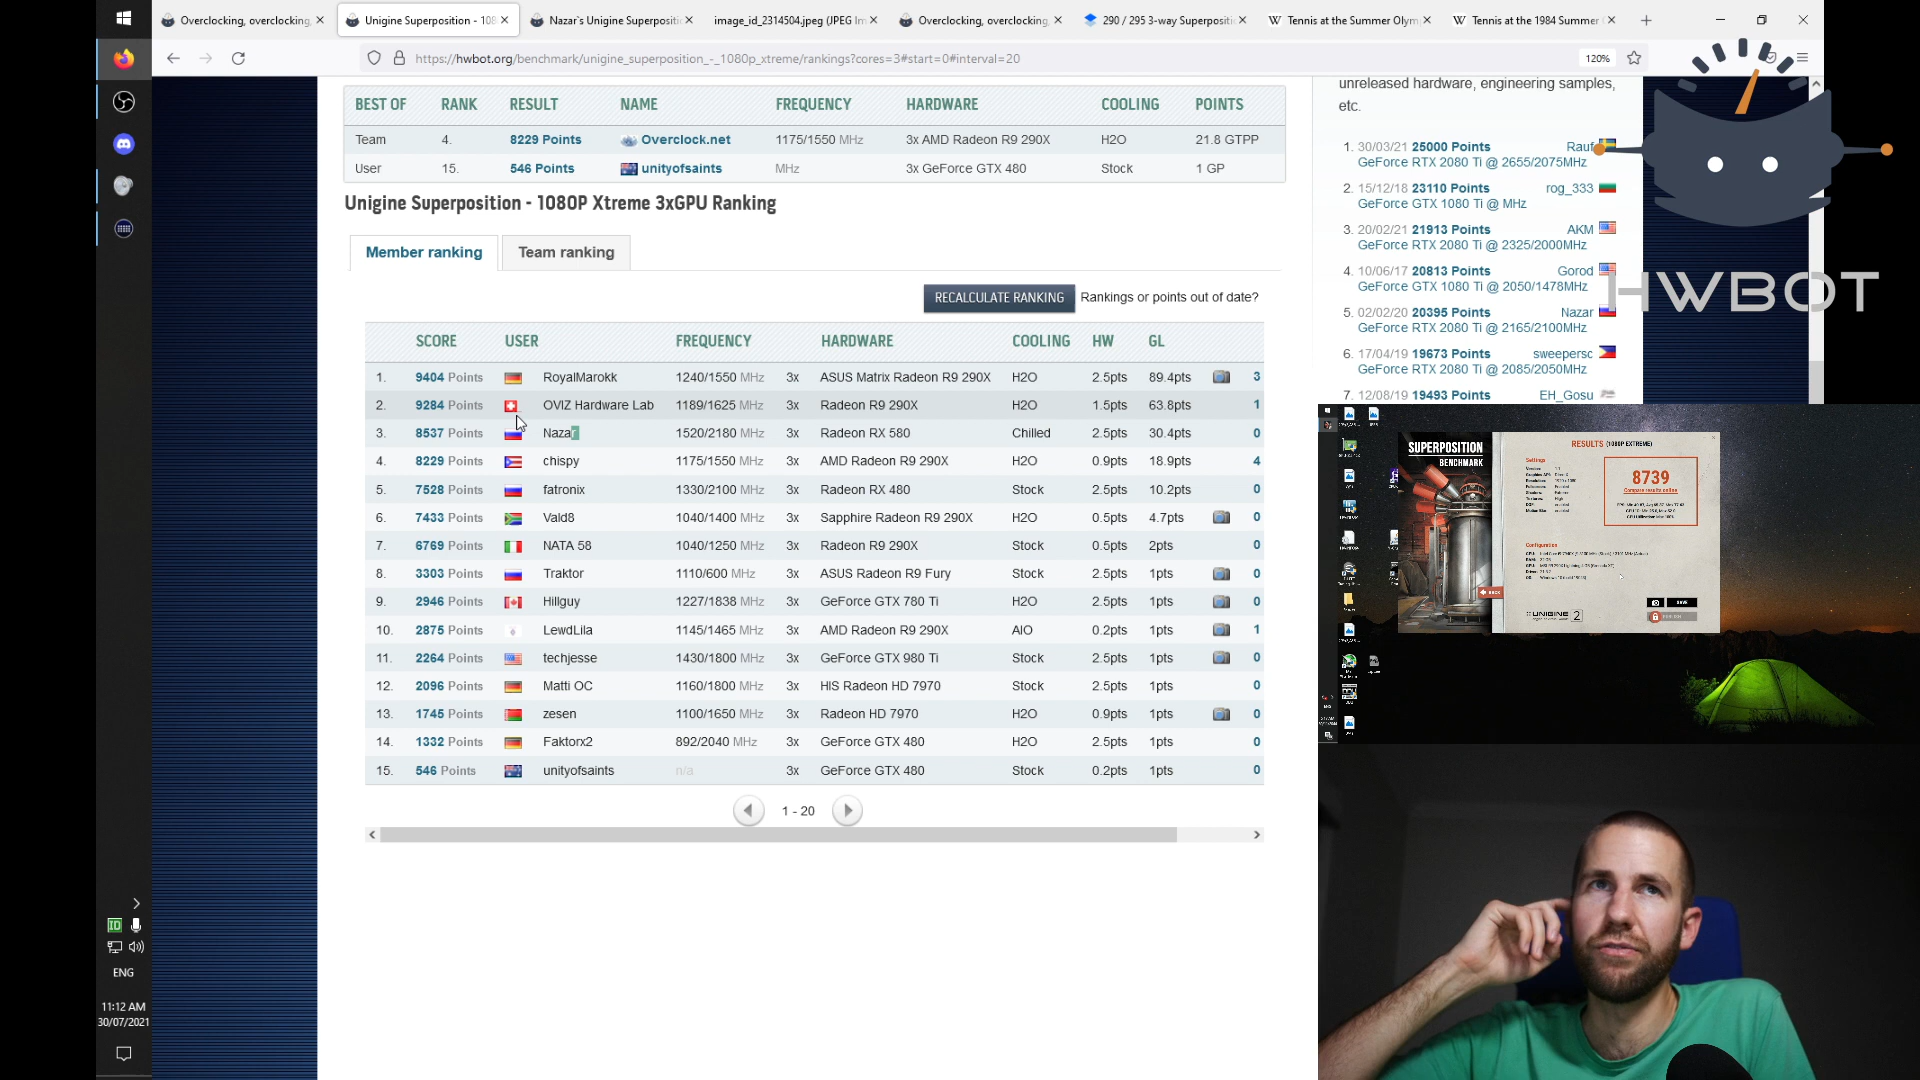 Overclocking, overclocking,
Unigine Superposition - 108
Nazar`s Unigine Superpositi
image_id_2314504.jpeg (JPEG Im
Overclocking, overclocking,
290 / 295 3-way Superpositi
Tennis at the Summer Olym
Tennis at the 1984 Summer
https://hwbot.org/benchmark/unigine_superposition_-_1080p_xtreme/rankings?cores=3#start=0#interval=20
120%
BEST OF RANK RESULT NAME FREQUENCY HARDWARE COOLING POINTS
Team 4. 8229 Points Overclock.net 1175/1550 MHz 3x AMD Radeon R9 290X H2O 21.8 GTPP
User 15. 546 Points unityofsaints MHz 3x GeForce GTX 480 Stock 1 GP
Unigine Superposition - 1080P Xtreme 3xGPU Ranking
Member ranking Team ranking
RECALCULATE RANKING Rankings or points out of date?
SCORE USER FREQUENCY HARDWARE COOLING HW GL
1. 9404 Points RoyalMarokk 1240/1550 MHz 3x ASUS Matrix Radeon R9 290X H2O 2.5pts 89.4pts 3
2. 9284 Points OVIZ Hardware Lab 1189/1625 MHz 3x Radeon R9 290X H2O 1.5pts 63.8pts 1
3. 8537 Points Nazar 1520/2180 MHz 3x Radeon RX 580 Chilled 2.5pts 30.4pts 0
4. 8229 Points chispy 1175/1550 MHz 3x AMD Radeon R9 290X H2O 0.9pts 18.9pts 4
5. 7528 Points fatronix 1330/2100 MHz 3x Radeon RX 480 Stock 2.5pts 10.2pts 0
6. 7433 Points Vald8 1040/1400 MHz 3x Sapphire Radeon R9 290X H2O 0.5pts 4.7pts 0
7. 6769 Points NATA 58 1040/1250 MHz 3x Radeon R9 290X Stock 0.5pts 2pts 0
8. 3303 Points Traktor 1110/600 MHz 3x ASUS Radeon R9 Fury Stock 2.5pts 1pts 0
9. 2946 Points Hillguy 1227/1838 MHz 3x GeForce GTX 780 Ti H2O 2.5pts 1pts 0
10. 2875 Points LewdLila 1145/1465 MHz 3x AMD Radeon R9 290X AIO 0.2pts 1pts 1
11. 2264 Points techjesse 1430/1800 MHz 3x GeForce GTX 980 Ti Stock 2.5pts 1pts 0
12. 2096 Points Matti OC 1160/1800 MHz 3x HIS Radeon HD 7970 Stock 2.5pts 1pts 0
13. 1745 Points zesen 1100/1650 MHz 3x Radeon HD 7970 H2O 0.9pts 1pts 0
14. 1332 Points Faktorx2 892/2040 MHz 3x GeForce GTX 480 H2O 2.5pts 1pts 0
15. 546 Points unityofsaints n/a 3x GeForce GTX 480 Stock 0.2pts 1pts 0
1 - 20
unreleased hardware, engineering samples,
etc.
1. 30/03/21 25000 Points Rauf
GeForce RTX 2080 Ti @ 2655/2075MHz
2. 15/12/18 23110 Points rog_333
GeForce GTX 1080 Ti @ MHz
3. 20/02/21 21913 Points AKM
GeForce RTX 2080 Ti @ 2325/2000MHz
4. 10/06/17 20813 Points Gorod
GeForce GTX 1080 Ti @ 2050/1478MHz
5. 02/02/20 20395 Points Nazar
GeForce RTX 2080 Ti @ 2165/2100MHz
6. 17/04/19 19673 Points sweepersc
GeForce RTX 2080 Ti @ 2085/2050MHz
7. 12/08/19 19493 Points EH_Gosu
HWBOT
SUPERPOSITION
BENCHMARK
RESULTS (1080P EXTREME)
Settings
8739
Compare results online
Configuration
BACK
SAVE
UNIGINE 2
ENG
11:12 AM
30/07/2021